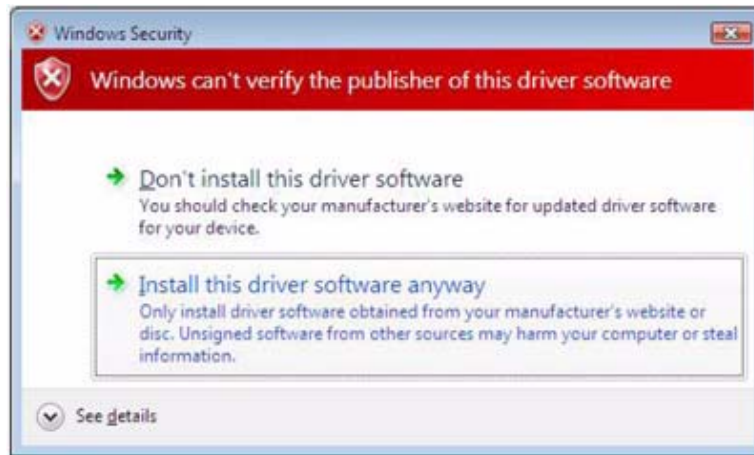 Windows Security
Windows can't verify the publisher of this driver software
Don't install this driver software
You should check your manufacturer's website for updated driver software
for your device.
Install this driver software anyway
Only install driver software obtained from your manufacturer's website or
disc. Unsigned software from other sources may harm your computer or steal
information.
See details